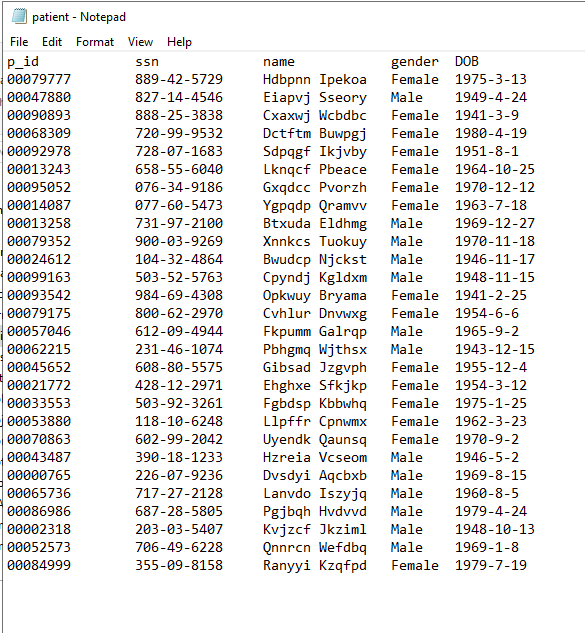 patient - Notepad
File Edit Format View Help
p_id ssn name gender DOB
00079777 889-42-5729 Hdbpnn Ipekoa Female 1975-3-13
00047880 827-14-4546 Eiapvj Sseory Male 1949-4-24
00090893 888-25-3838 Cxaxwj Wcbdbc Female 1941-3-9
00068309 720-99-9532 Dctftm Buwpgj Female 1980-4-19
00092978 728-07-1683 Sdpqgf Ikjvby Female 1951-8-1
00013243 658-55-6040 Lknqcf Pbeace Female 1964-10-25
00095052 076-34-9186 Gxqdcc Pvorzh Female 1970-12-12
00014087 077-60-5473 Ygpqdp Qramvv Female 1963-7-18
00013258 731-97-2100 Btxuda Eldhmg Male 1969-12-27
00079352 900-03-9269 Xnnkcs Tuokuy Male 1970-11-18
00024612 104-32-4864 Bwudcp Njckst Male 1946-11-17
00099163 503-52-5763 Cpyndj Kgldxm Male 1948-11-15
00093542 984-69-4308 Opkwuy Bryama Female 1941-2-25
00079175 800-62-2970 Cvhlur Dnvwxg Female 1954-6-6
00057046 612-09-4944 Fkpumm Galrqp Male 1965-9-2
00062215 231-46-1074 Pbhgmq Wjthsx Male 1943-12-15
00045652 608-80-5575 Gibsad Jzgvph Female 1955-12-4
00021772 428-12-2971 Ehghxe Sfkjkp Female 1954-3-12
00033553 503-92-3261 Fgbdsp Kbbwhq Female 1975-1-25
00053880 118-10-6248 Llpffr Cpnwmx Female 1962-3-23
00070863 602-99-2042 Uyendk Qaunsq Female 1970-9-2
00043487 390-18-1233 Hzreia Vcseom Male 1946-5-2
00000765 226-07-9236 Dvsdyi Aqcbxb Male 1969-8-15
00065736 717-27-2128 Lanvdo Iszyjq Male 1960-8-5
00086986 687-28-5805 Pgjbqh Hvdvvd Male 1979-4-24
00002318 203-03-5407 Kvjzcf Jkziml Male 1948-10-13
00052573 706-49-6228 Qnnrcn Wefdbq Male 1969-1-8
00084999 355-09-8158 Ranyyi Kzqfpd Female 1979-7-19